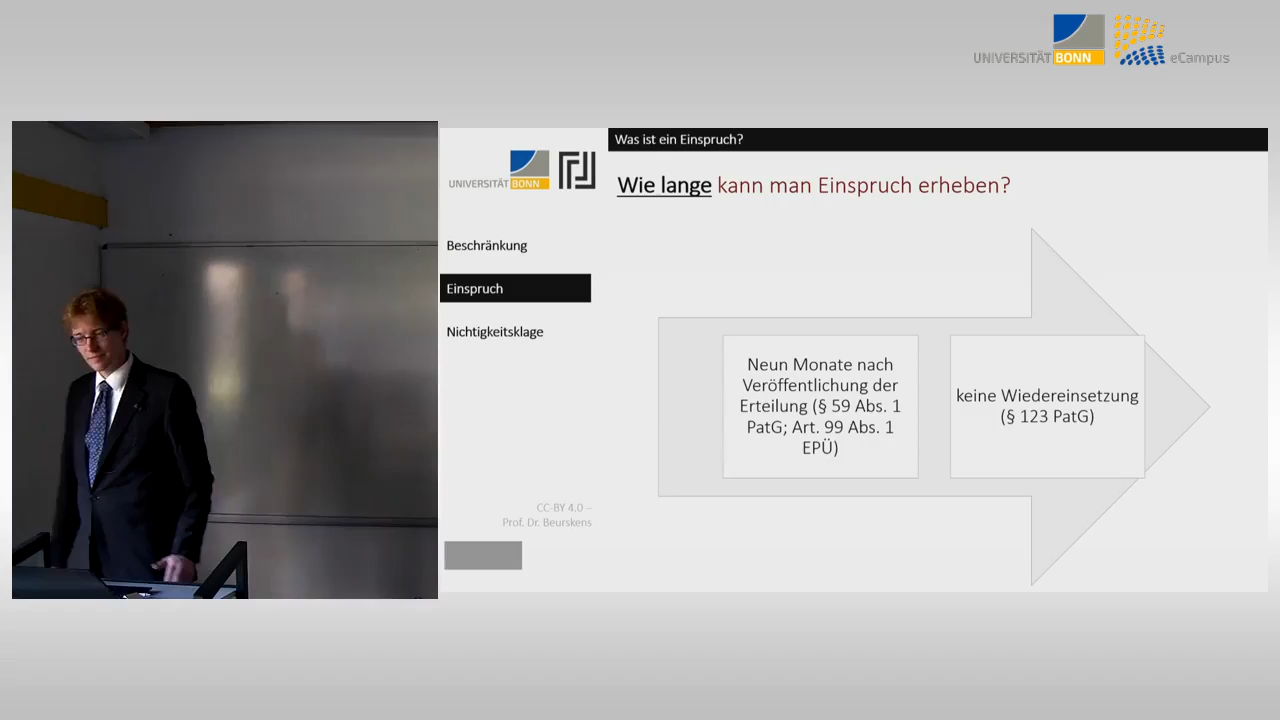 UNIVERSITÄT BONN
eCampus
Was ist ein Einspruch?
UNIVERSITÄT BONN
Wie lange kann man Einspruch erheben?
Beschränkung
Einspruch
Nichtigkeitsklage
Neun Monate nach
Veröffentlichung der
Erteilung (§ 59 Abs. 1
PatG; Art. 99 Abs. 1
EPÜ)
keine Wiedereinsetzung
(§ 123 PatG)
CC-BY 4.0 –
Prof. Dr. Beurskens